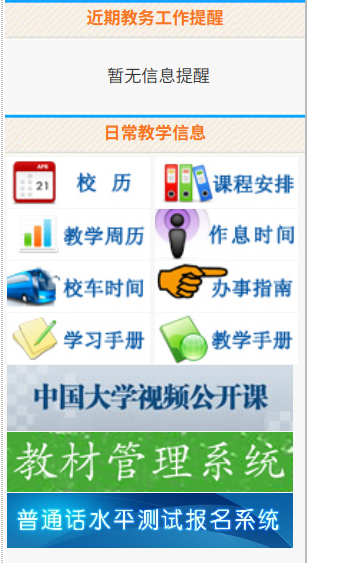 近期教务工作提醒
暂无信息提醒
日常教学信息
APR
21
校 历
课程安排
教学周历
作息时间
校车时间
办事指南
学习手册
教学手册
中国大学视频公开课
教材管理系统
普通话水平测试报名系统